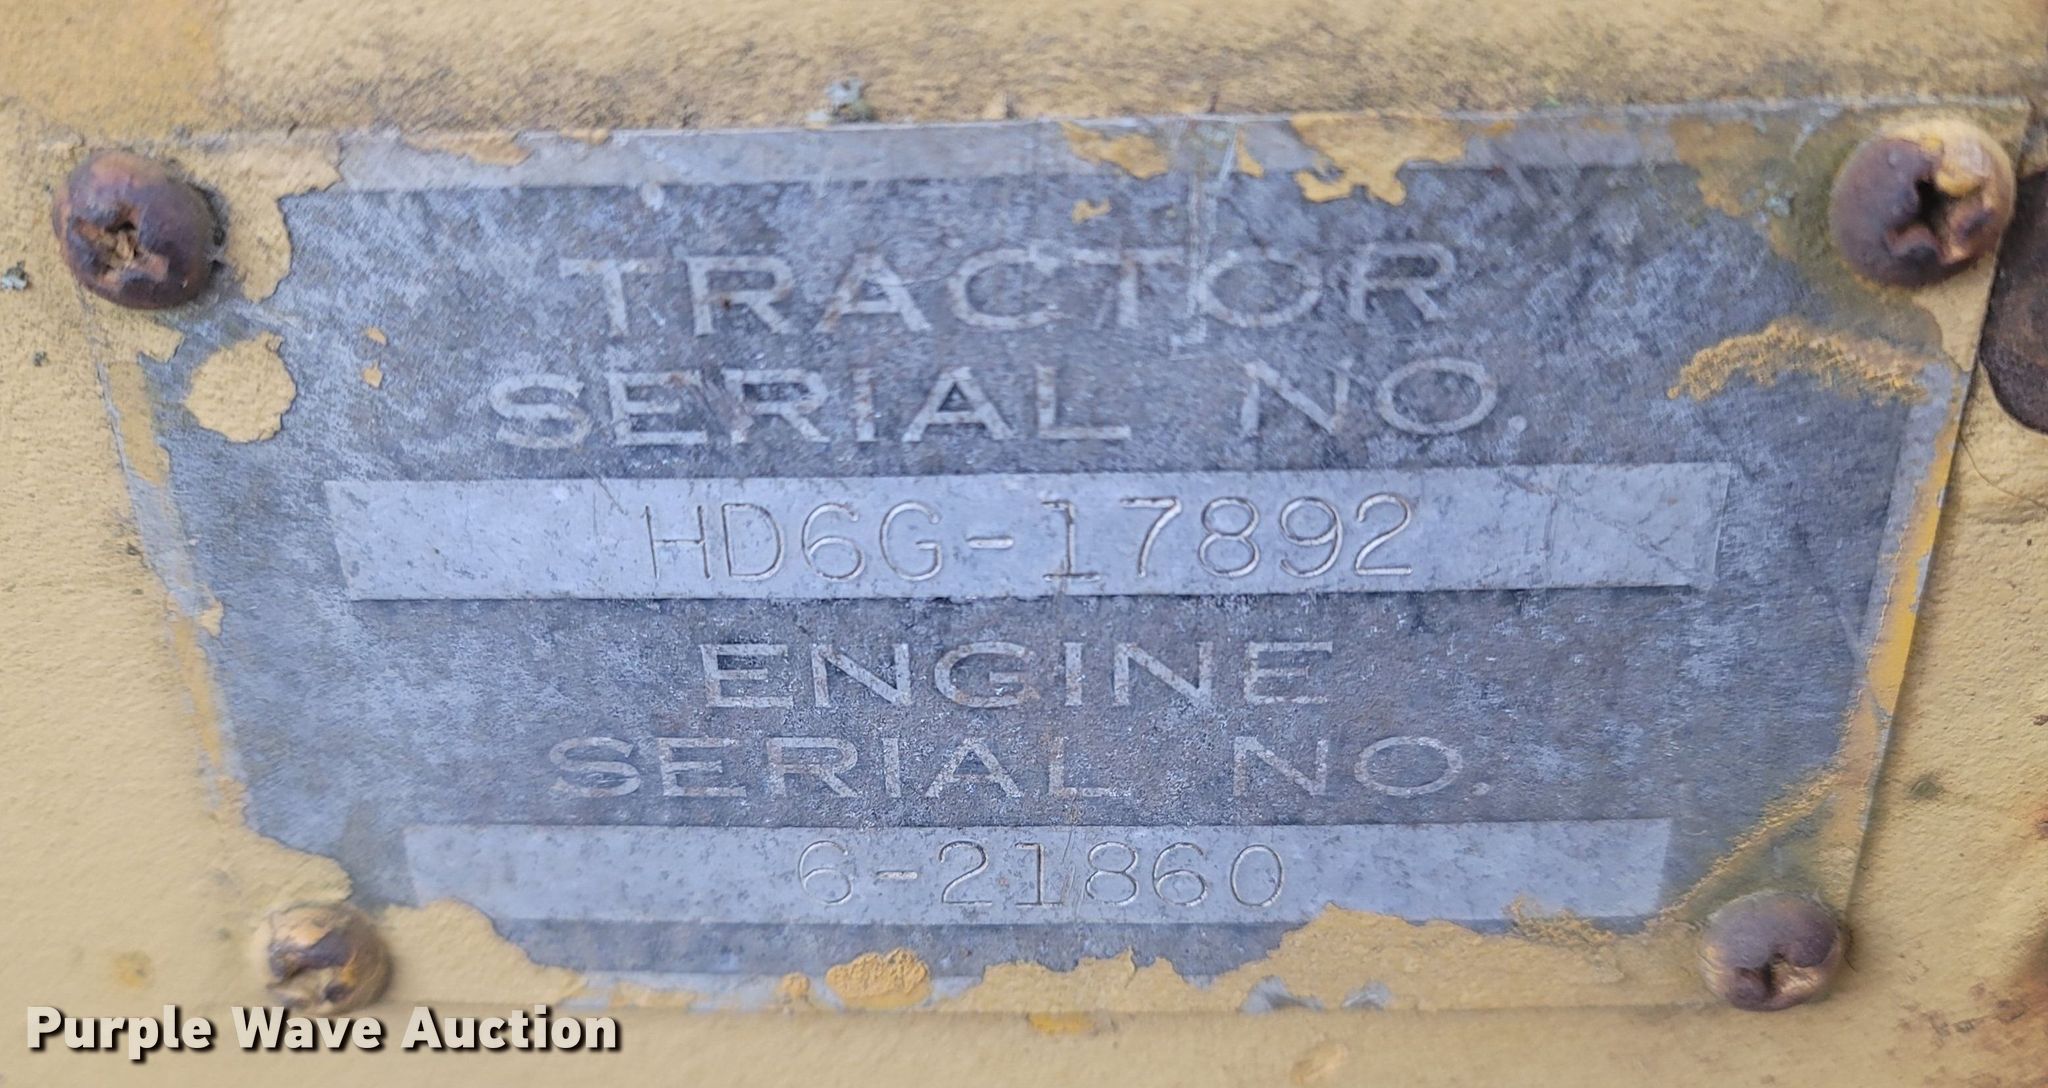 TRACTOR
SERIAL NO.
HD6G-17892
ENGINE
SERIAL NO.
6-21860
Purple Wave Auction